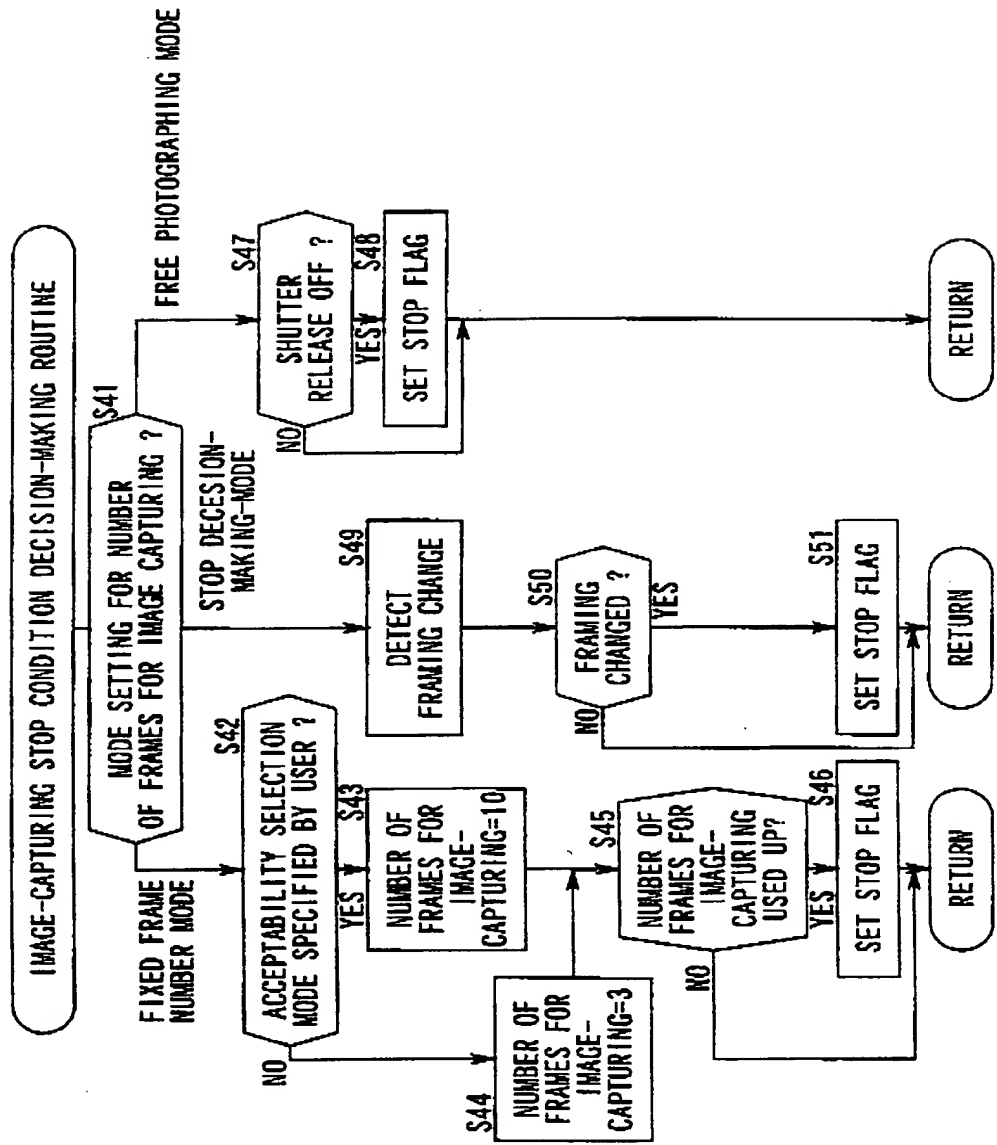 IMAGE-CAPTURING STOP CONDITION DECISION-MAKING ROUTINE
S41
MODE SETTING FOR NUMBER
OF FRAMES FOR IMAGE CAPTURING ?
FIXED FRAME
NUMBER MODE
STOP DECESION-
MAKING-MODE
FREE PHOTOGRAPHING MODE
S42
ACCEPTABILITY SELECTION
MODE SPECIFIED BY USER ?
NO
YES
S43
NUMBER OF
FRAMES FOR
IMAGE-
CAPTURING=10
S44
NUMBER OF
FRAMES FOR
IMAGE-
CAPTURING=3
S45
NUMBER OF
FRAMES FOR
IMAGE-
CAPTURING
USED UP?
NO
YES
S46
SET STOP FLAG
RETURN
S49
DETECT
FRAMING CHANGE
S50
FRAMING
CHANGED ?
NO
YES
S51
SET STOP FLAG
RETURN
S47
SHUTTER
RELEASE OFF ?
NO
YES
S48
SET STOP FLAG
RETURN